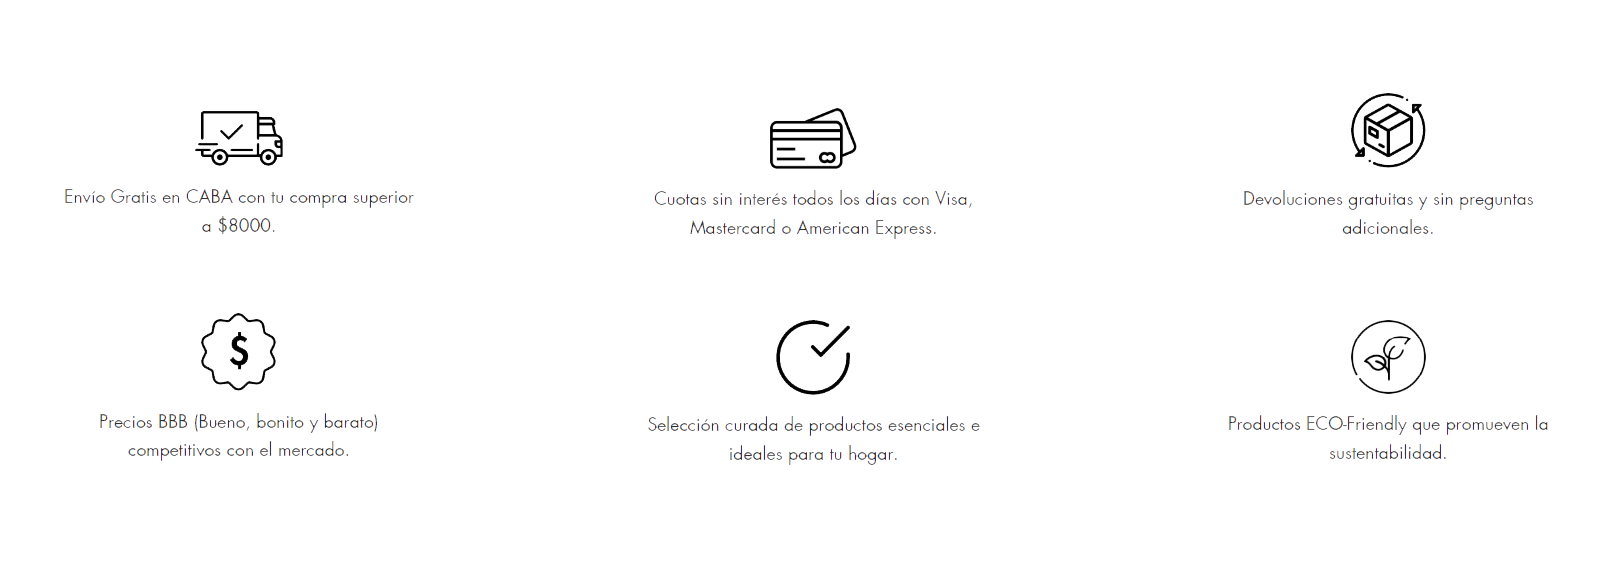 Envío Gratis en CABA con tu compra superior
a $8000.
Cuotas sin interés todos los días con Visa,
Mastercard o American Express.
Devoluciones gratuitas y sin preguntas
adicionales.
$
Precios BBB (Bueno, bonito y barato)
competitivos con el mercado.
Selección curada de productos esenciales e
ideales para tu hogar.
Productos ECO-Friendly que promueven la
sustentabilidad.